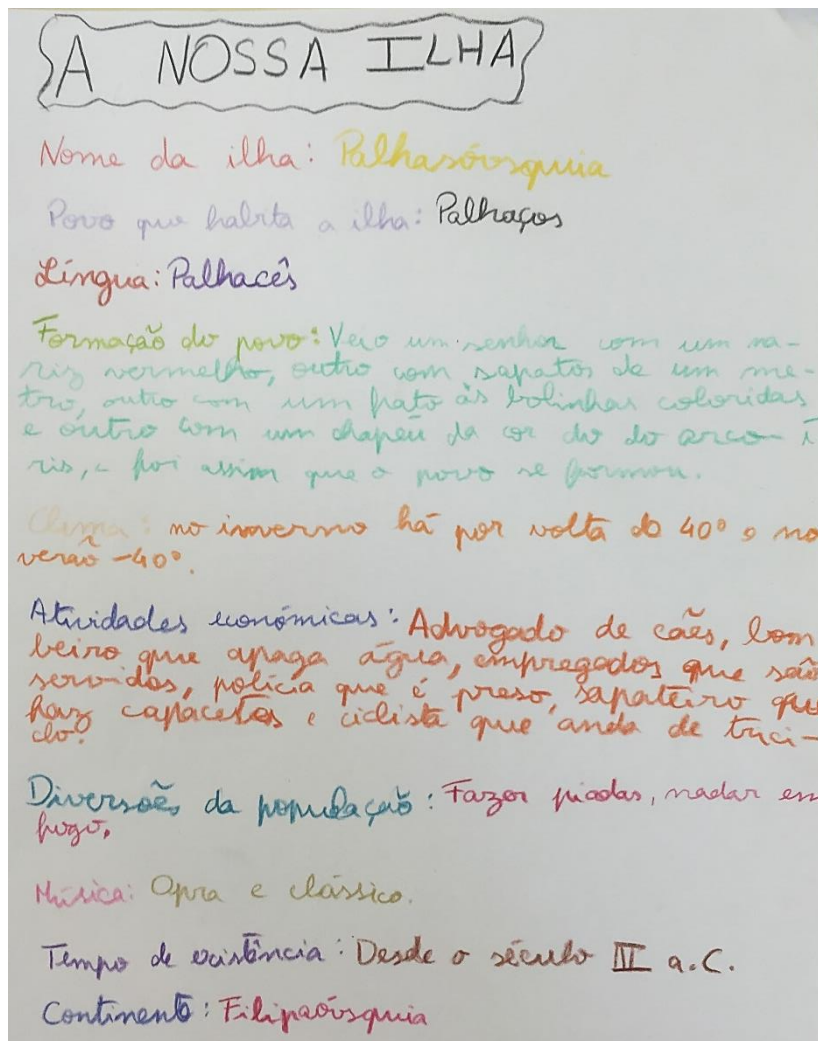 A NOSSA ILHA
Nome da ilha: Palhasóvsquia
Povo que habita a ilha: Palhaços
Língua: Palhacês
Formação do povo: Veio um senhor com um na-
riz vermelho, outro com sapatos de um me-
tro, outro com um fato às bolinhas coloridas
e outro com um chapéu da cor do do arco-í
ris, e foi assim que o povo se formou.
Clima: no inverno há por volta do 40° e no
verão -40°.
Atividades económicas: Advogado de cães, bom
beiro que apaga água, empregados que são
servidos, polícia que é preso, sapateiro que
faz capacetes e ciclista que anda de trici-
clo.
Diversões da população: Fazer piadas, nadar em
fogo.
Música: Opra e clássico.
Tempo de existência: Desde o século III a.C.
Continente: Filipaóvsquia